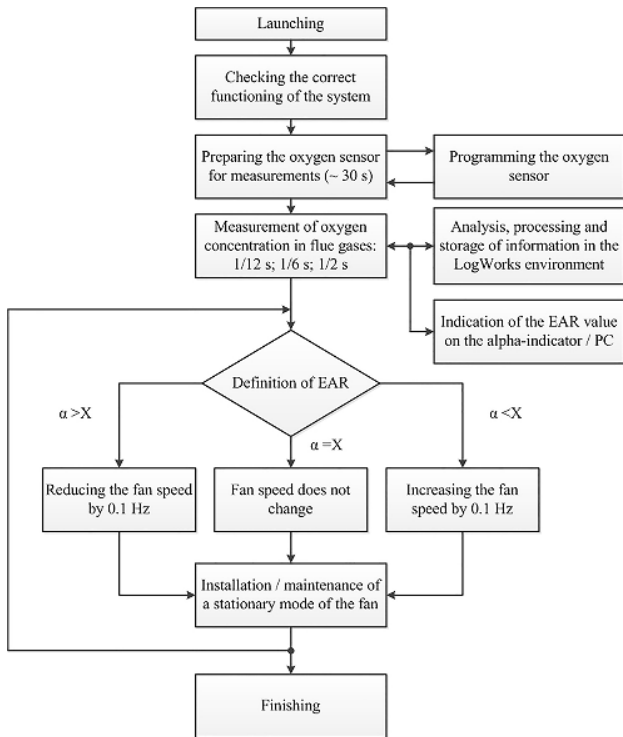 Launching
Checking the correct
functioning of the system
Preparing the oxygen sensor
for measurements (~ 30 s)
Programming the oxygen
sensor
Measurement of oxygen
concentration in flue gases:
1/12 s; 1/6 s; 1/2 s
Analysis, processing and
storage of information in the
LogWorks environment
Indication of the EAR value
on the alpha-indicator / PC
Definition of EAR
α >X
α =X
α <X
Reducing the fan speed
by 0.1 Hz
Fan speed does not
change
Increasing the fan
speed by 0.1 Hz
Installation / maintenance of
a stationary mode of the fan
Finishing